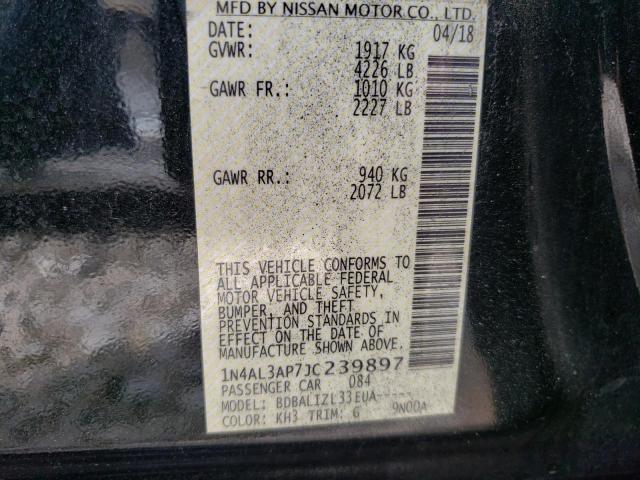 MFD BY NISSAN MOTOR CO., LTD.
DATE: 04/18
GVWR: 1917 KG
4226 LB
GAWR FR.: 1010 KG
2227 LB
GAWR RR.: 940 KG
2072 LB
THIS VEHICLE CONFORMS TO
ALL APPLICABLE FEDERAL
MOTOR VEHICLE SAFETY,
BUMPER, AND THEFT
PREVENTION STANDARDS IN
EFFECT ON THE DATE OF
MANUFACTURE SHOWN ABOVE.
1N4AL3AP7JC239897
PASSENGER CAR 084
MODEL: BDBALIZL33EUA-----
COLOR: KH3 TRIM: G 9N00A